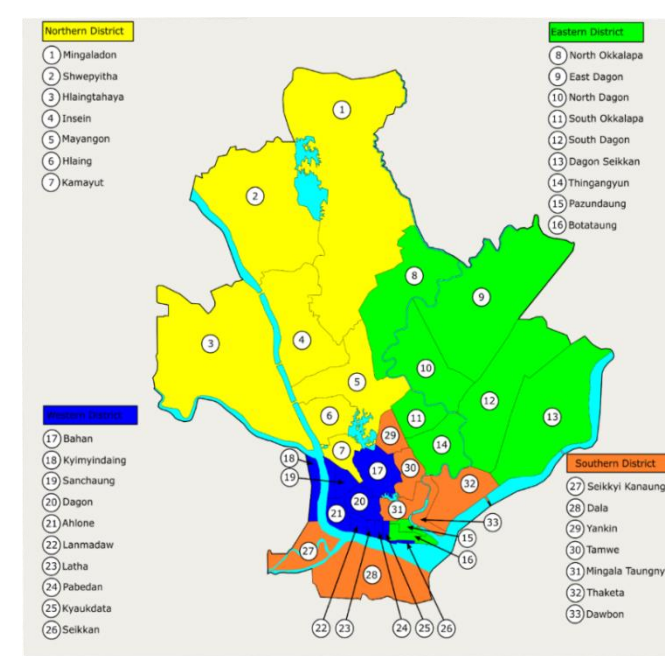 Northern District
1 Mingaladon
2 Shwepyitha
3 Hlaingtahaya
4 Insein
5 Mayangon
6 Hlaing
7 Kamayut
Eastern District
8 North Okkalapa
9 East Dagon
10 North Dagon
11 South Okkalapa
12 South Dagon
13 Dagon Seikkan
14 Thingangyun
15 Pazundaung
16 Botataung
Western District
17 Bahan
18 Kyimyindaing
19 Sanchaung
20 Dagon
21 Ahlone
22 Lanmadaw
23 Latha
24 Pabedan
25 Kyaukdata
26 Seikkan
Southern District
27 Seikkyi Kanaung
28 Dala
29 Yankin
30 Tamwe
31 Mingala Taungny
32 Thaketa
33 Dawbon
1
2
8
9
3
4
10
5
12
13
6
11
29
14
7
18
17
30
19
32
20
31
21
33
15
27
16
28
22
23
24
25
26